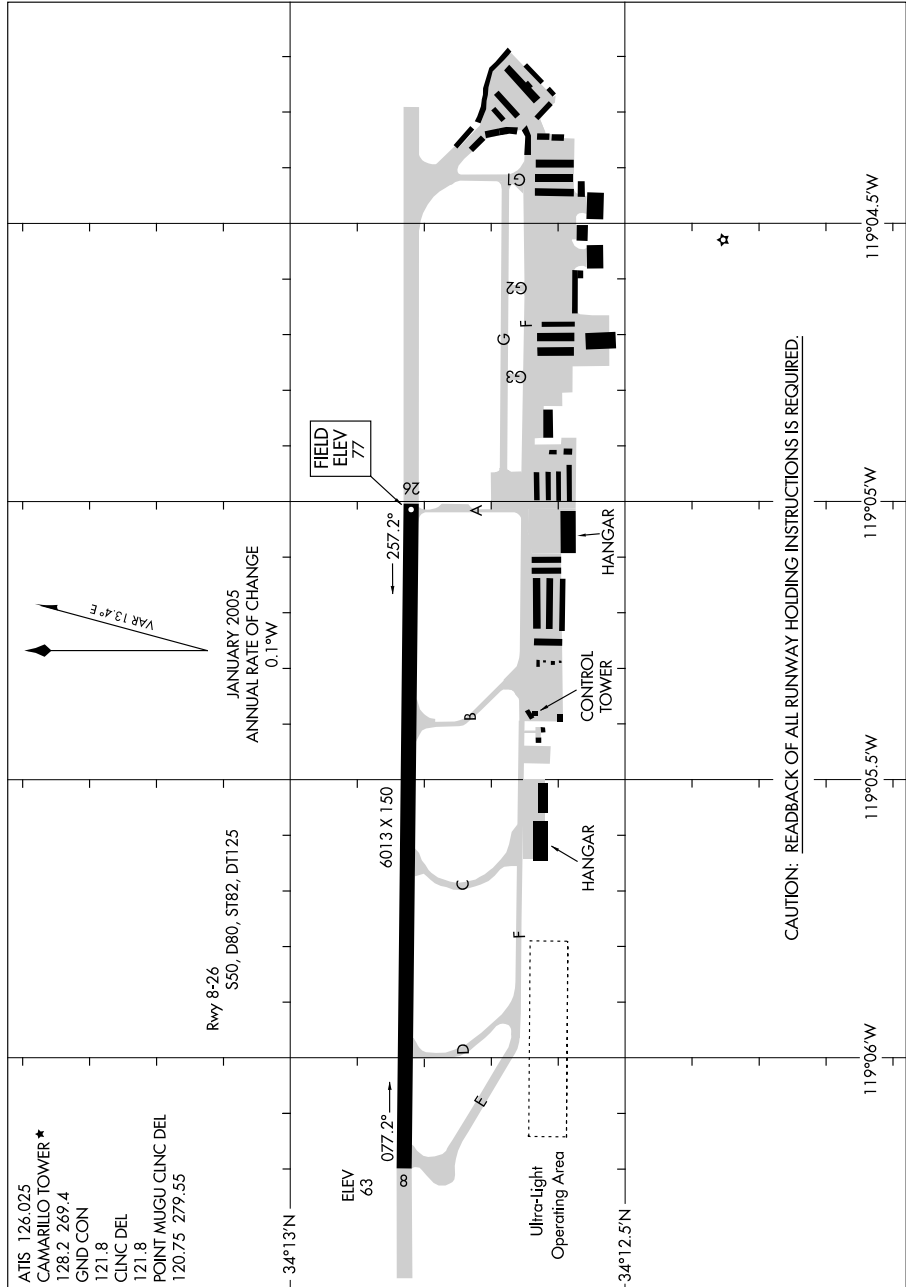 ATIS 126.025
CAMARILLO TOWER ★
128.2 269.4
GND CON
121.8
CLNC DEL
121.8
POINT MUGU CLNC DEL
120.75 279.55
Rwy 8-26
S50, D80, ST82, DT125
VAR 13.4° E
JANUARY 2005
ANNUAL RATE OF CHANGE
0.1°W
FIELD
ELEV
77
34°13'N
ELEV
63
8
077.2°
6013 X 150
257.2°
26
A
B
C
D
E
F
F
G
G1
G2
G3
Ultra-Light
Operating Area
HANGAR
CONTROL
TOWER
HANGAR
34°12.5'N
CAUTION: READBACK OF ALL RUNWAY HOLDING INSTRUCTIONS IS REQUIRED.
119°06'W
119°05.5'W
119°05'W
119°04.5'W